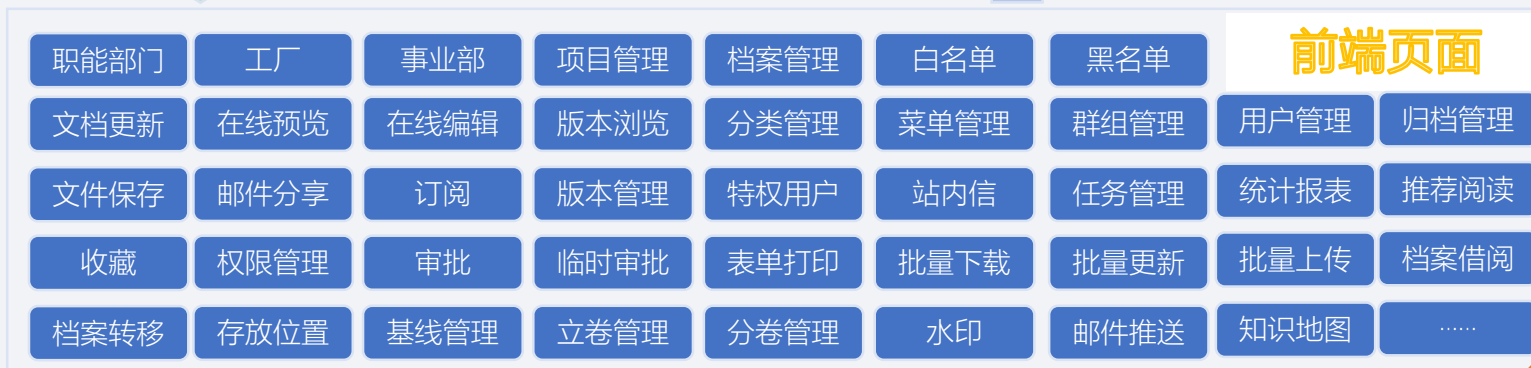 职能部门 工厂 事业部 项目管理 档案管理 白名单 黑名单 前端页面
文档更新 在线预览 在线编辑 版本浏览 分类管理 菜单管理 群组管理 用户管理 归档管理
文件保存 邮件分享 订阅 版本管理 特权用户 站内信 任务管理 统计报表 推荐阅读
收藏 权限管理 审批 临时审批 表单打印 批量下载 批量更新 批量上传 档案借阅
档案转移 存放位置 基线管理 立卷管理 分卷管理 水印 邮件推送 知识地图 ……